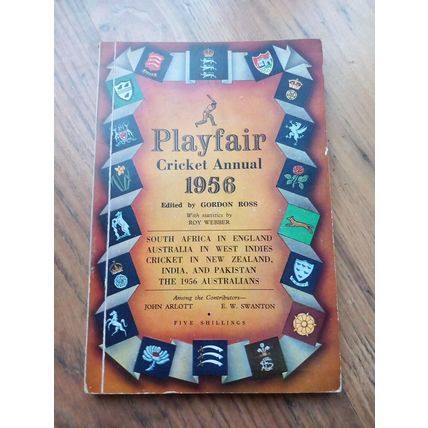 Playfair
Cricket Annual
1956
Edited by GORDON ROSS
With statistics by
ROY WEBBER
SOUTH AFRICA IN ENGLAND
AUSTRALIA IN WEST INDIES
CRICKET IN NEW ZEALAND,
INDIA, AND PAKISTAN
THE 1956 AUSTRALIANS
Among the Contributors—
JOHN ARLOTT E. W. SWANTON
•
FIVE SHILLINGS